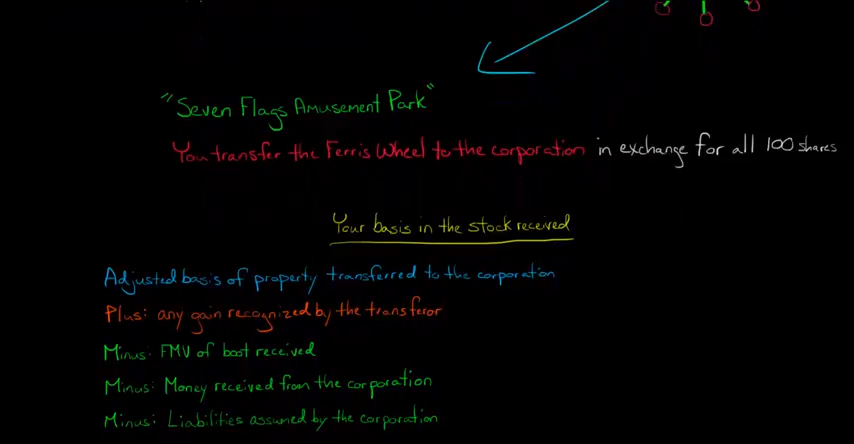 "Seven Flags Amusement Park"
You transfer the Ferris Wheel to the corporation in exchange for all 100 shares
Your basis in the stock received
Adjusted basis of property transferred to the corporation
Plus: any gain recognized by the transferor
Minus: FMV of boot received
Minus: Money received from the corporation
Minus: Liabilities assumed by the corporation